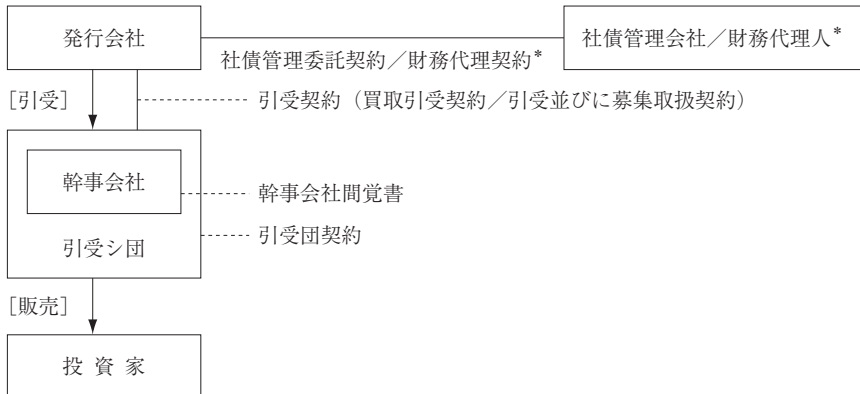 発行会社
社債管理会社／財務代理人*
社債管理委託契約／財務代理契約*
［引受］
引受契約（買取引受契約／引受並びに募集取扱契約）
幹事会社
幹事会社間覚書
引受シ団
引受団契約
［販売］
投資家